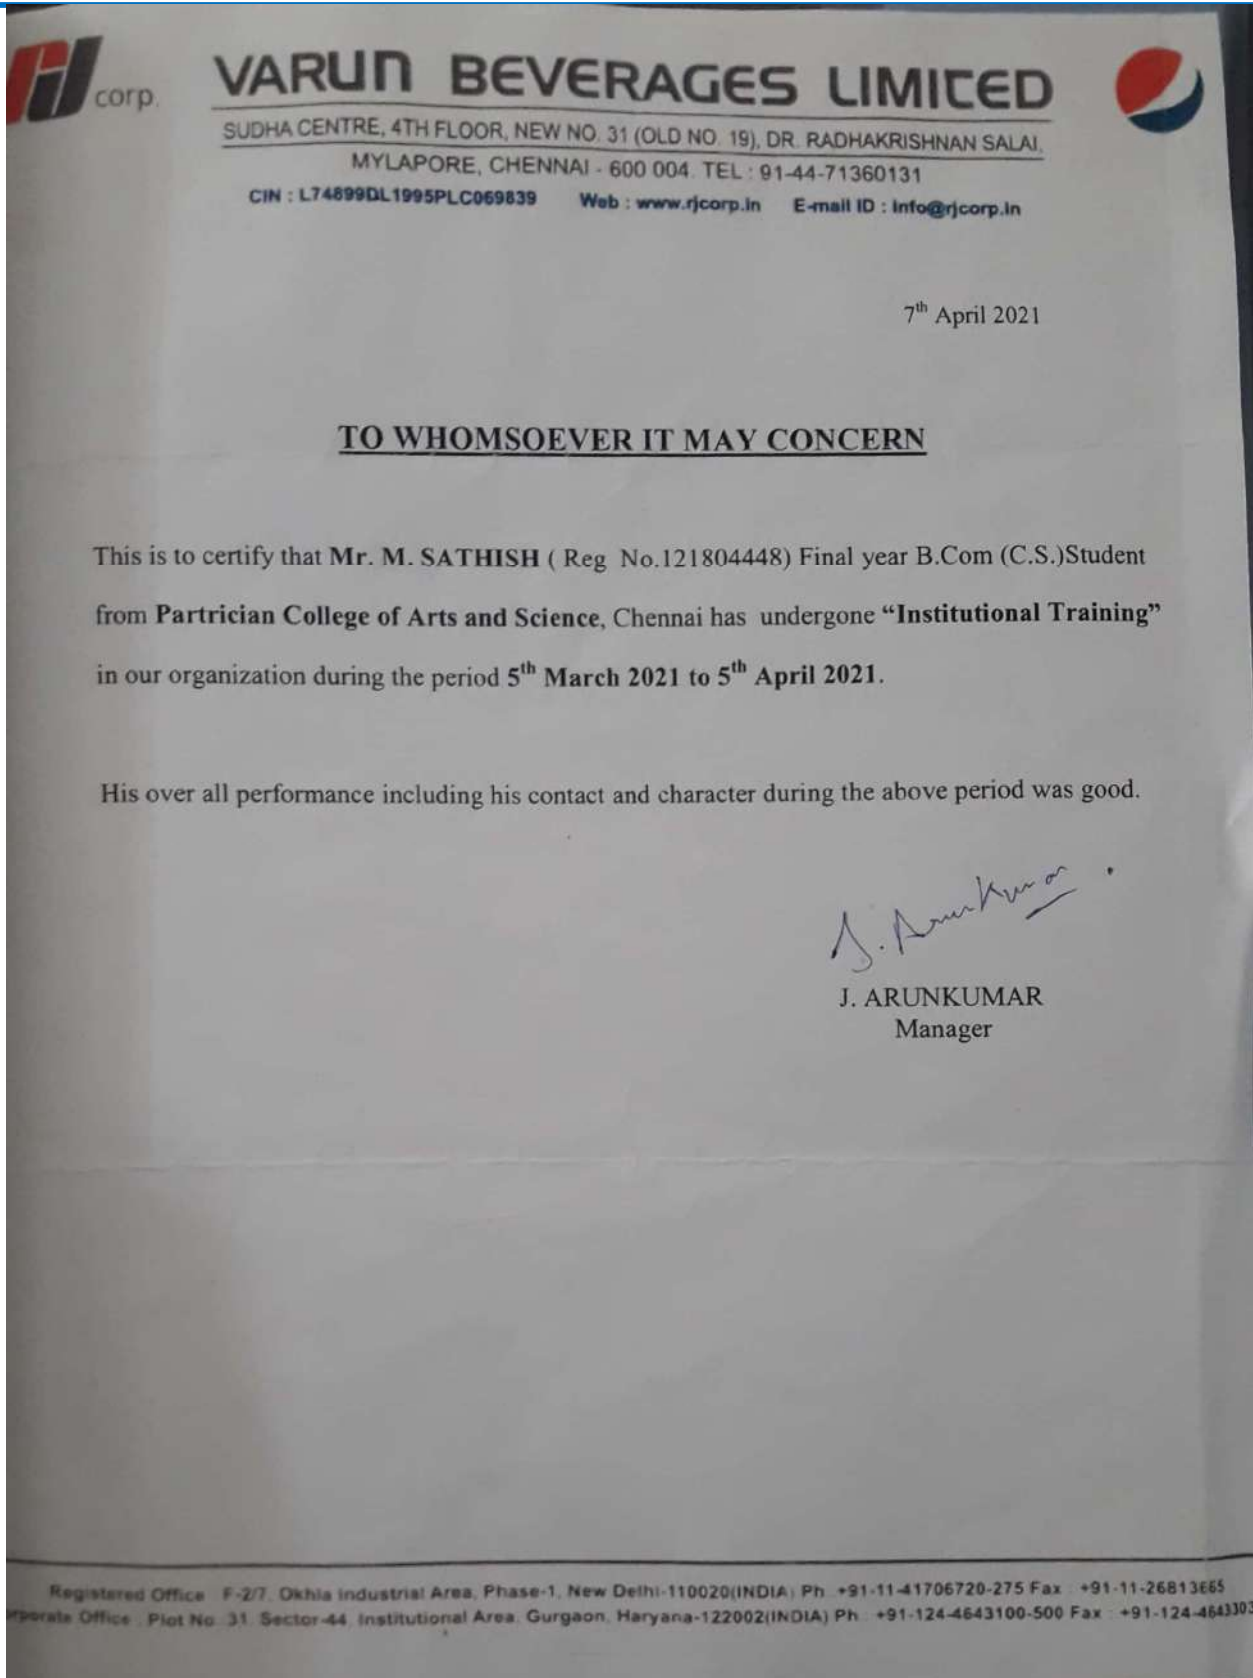 RJ corp.
VARUN BEVERAGES LIMITED
SUDHA CENTRE, 4TH FLOOR, NEW NO. 31 (OLD NO. 19), DR. RADHAKRISHNAN SALAI,
MYLAPORE, CHENNAI - 600 004. TEL : 91-44-71360131
CIN : L74899DL1995PLC069839 Web : www.rjcorp.in E-mail ID : info@rjcorp.in
7th April 2021
TO WHOMSOEVER IT MAY CONCERN
This is to certify that Mr. M. SATHISH ( Reg No.121804448) Final year B.Com (C.S.)Student
from Partrician College of Arts and Science, Chennai has undergone “Institutional Training”
in our organization during the period 5th March 2021 to 5th April 2021.
His over all performance including his contact and character during the above period was good.
J. Arunkumar
J. ARUNKUMAR
Manager
Registered Office : F-2/7, Okhla Industrial Area, Phase-1, New Delhi-110020(INDIA) Ph. +91-11-41706720-275 Fax : +91-11-26813665
orporate Office : Plot No. 31, Sector-44, Institutional Area, Gurgaon, Haryana-122002(INDIA) Ph : +91-124-4643100-500 Fax : +91-124-4643303